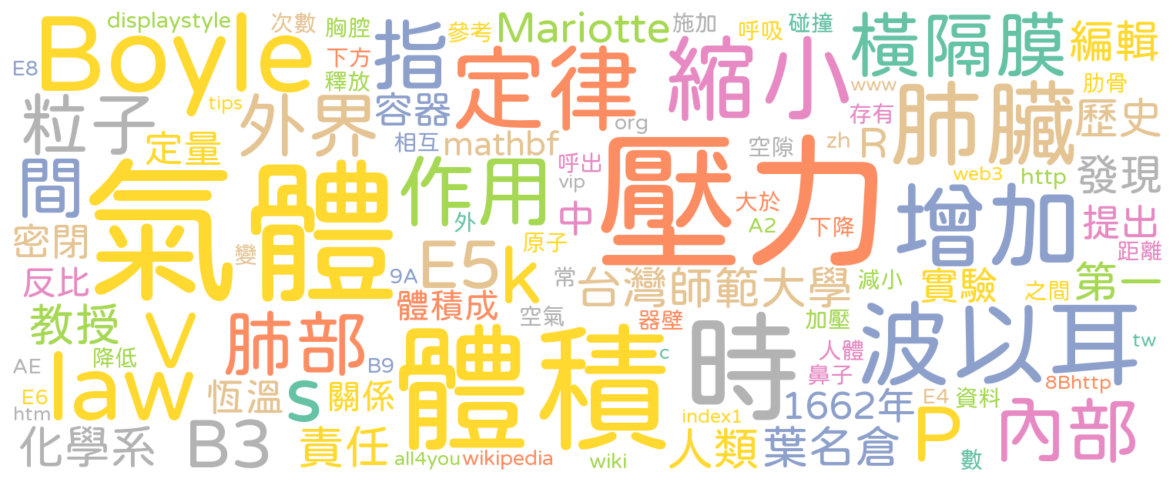 displaystyle
次數
胸腔
指
參考
Mariotte
施加
呼吸
碰撞
橫隔膜
編輯
E8
Boyle
下方
釋放
定律
縮小
www
肋骨
粒子
tips
外界
容器
存有
肺臟
歷史
定量
相互
mathbf
org
空隙
zh
R
間
氣體
作用
呼出
vip
中
壓力
大於
web3
http
發現
密閉
變
外
A2
下降
增加
提出
距離
反比
9A
E5
k
原子
常
台灣師範大學
減小
實驗
之間
第一
教授
v
體積成
空氣
器壁
加壓
波以耳
AE
降低
law
肺部
B9
體積
c
時
人體
鼻子
tw
E6
htm
恆溫
s
關係
index1
1662年
8Bhttp
E4
資料
P
內部
化學系
B3
責任
all4you
wikipedia
wiki
人類
葉名倉
數